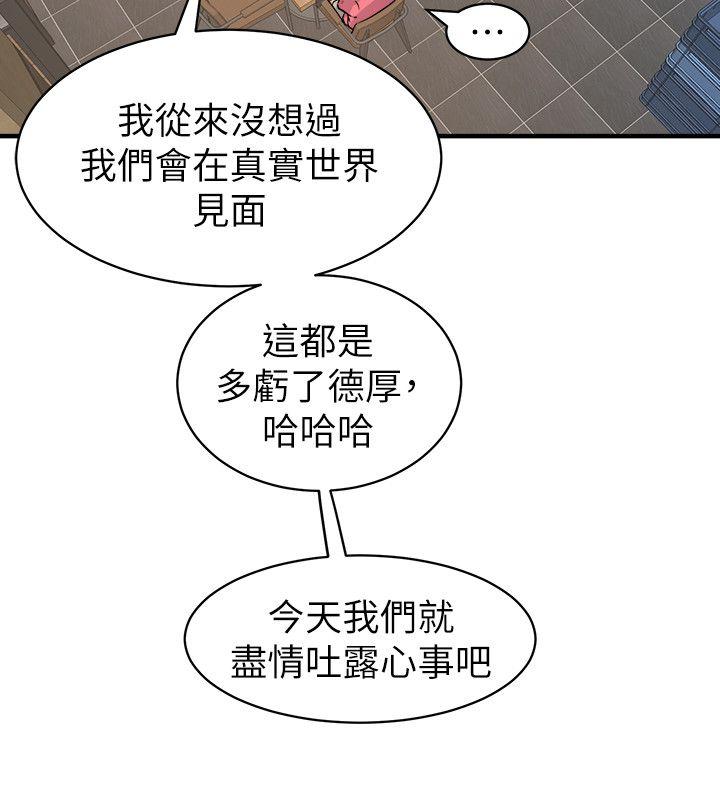 ...
我從來沒想過
我們會在真實世界
見面
這都是
多虧了德厚，
哈哈哈
今天我們就
盡情吐露心事吧